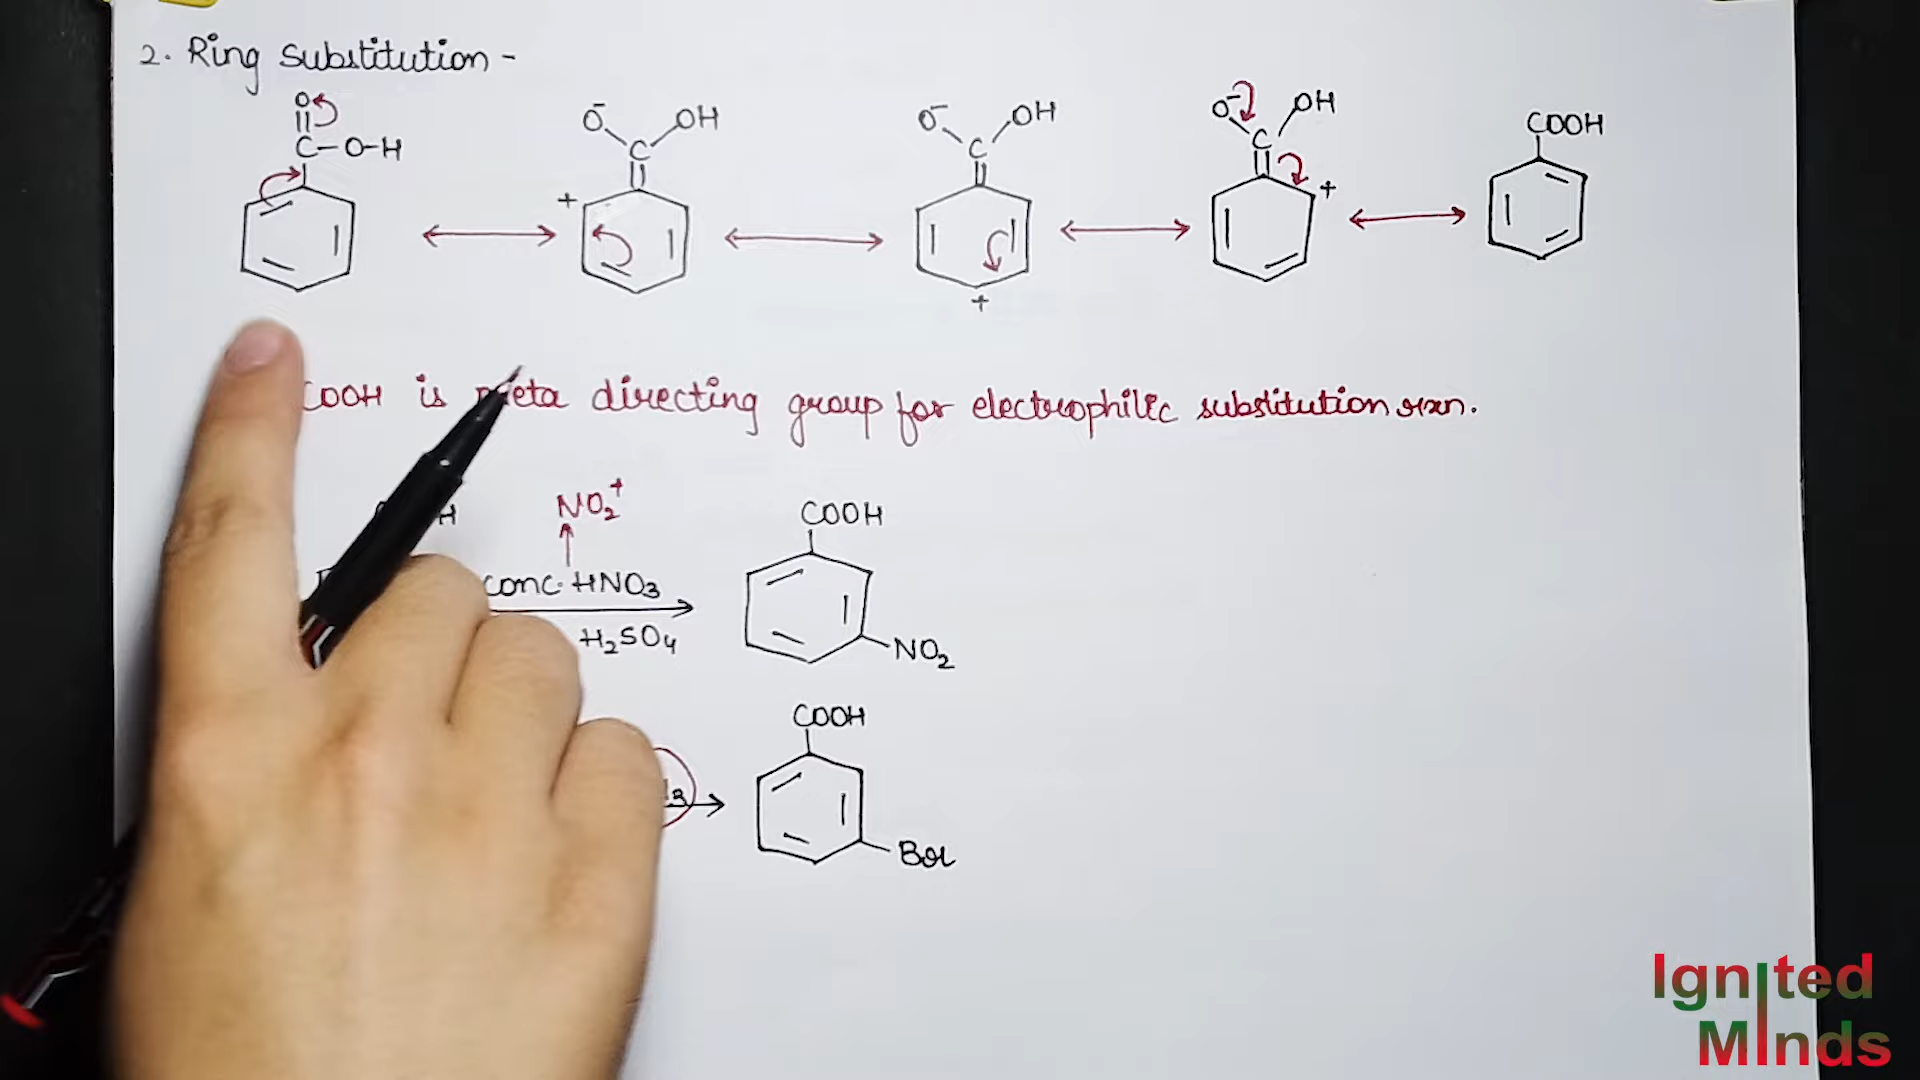 2. Ring Substitution -
O
C-O-H
O⁻ OH
C
+
O⁻ OH
C
+
O⁻ OH
C
+
COOH
COOH is meta directing group for electrophilic substitution rxn.
NO₂⁺
conc. HNO₃
H₂SO₄
COOH
NO₂
COOH
Br
Ignited
Minds